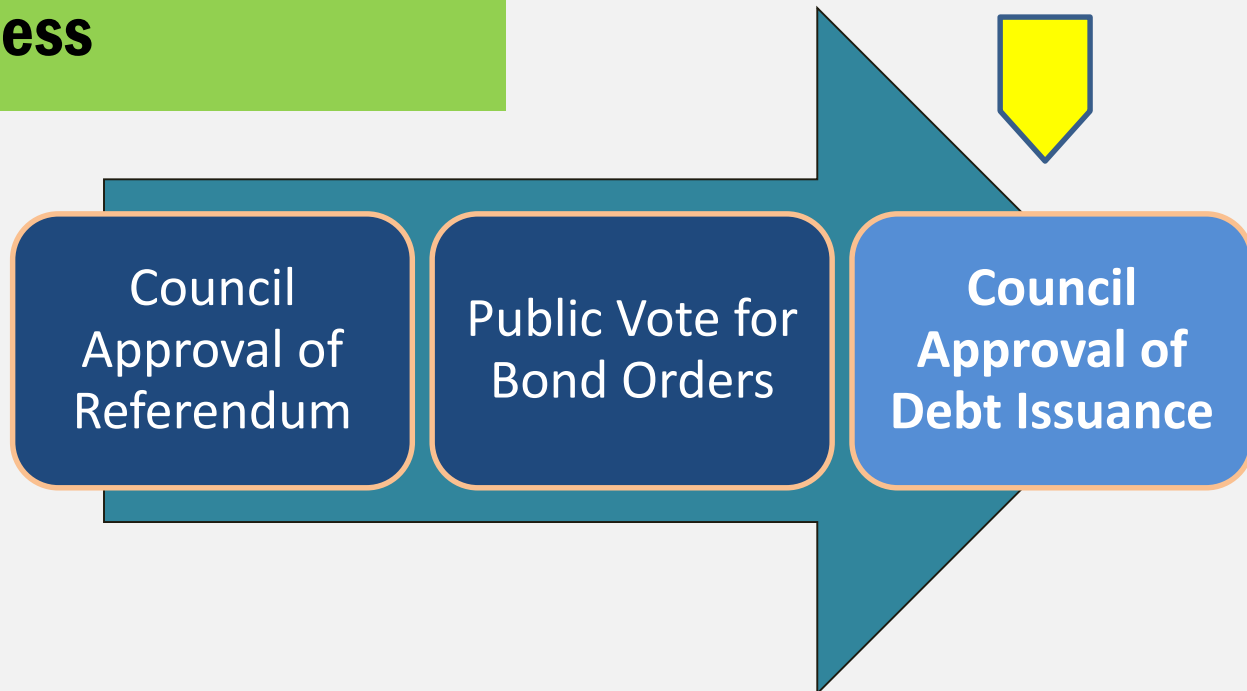 ess
Council
Approval of
Referendum
Public Vote for
Bond Orders
Council
Approval of
Debt Issuance